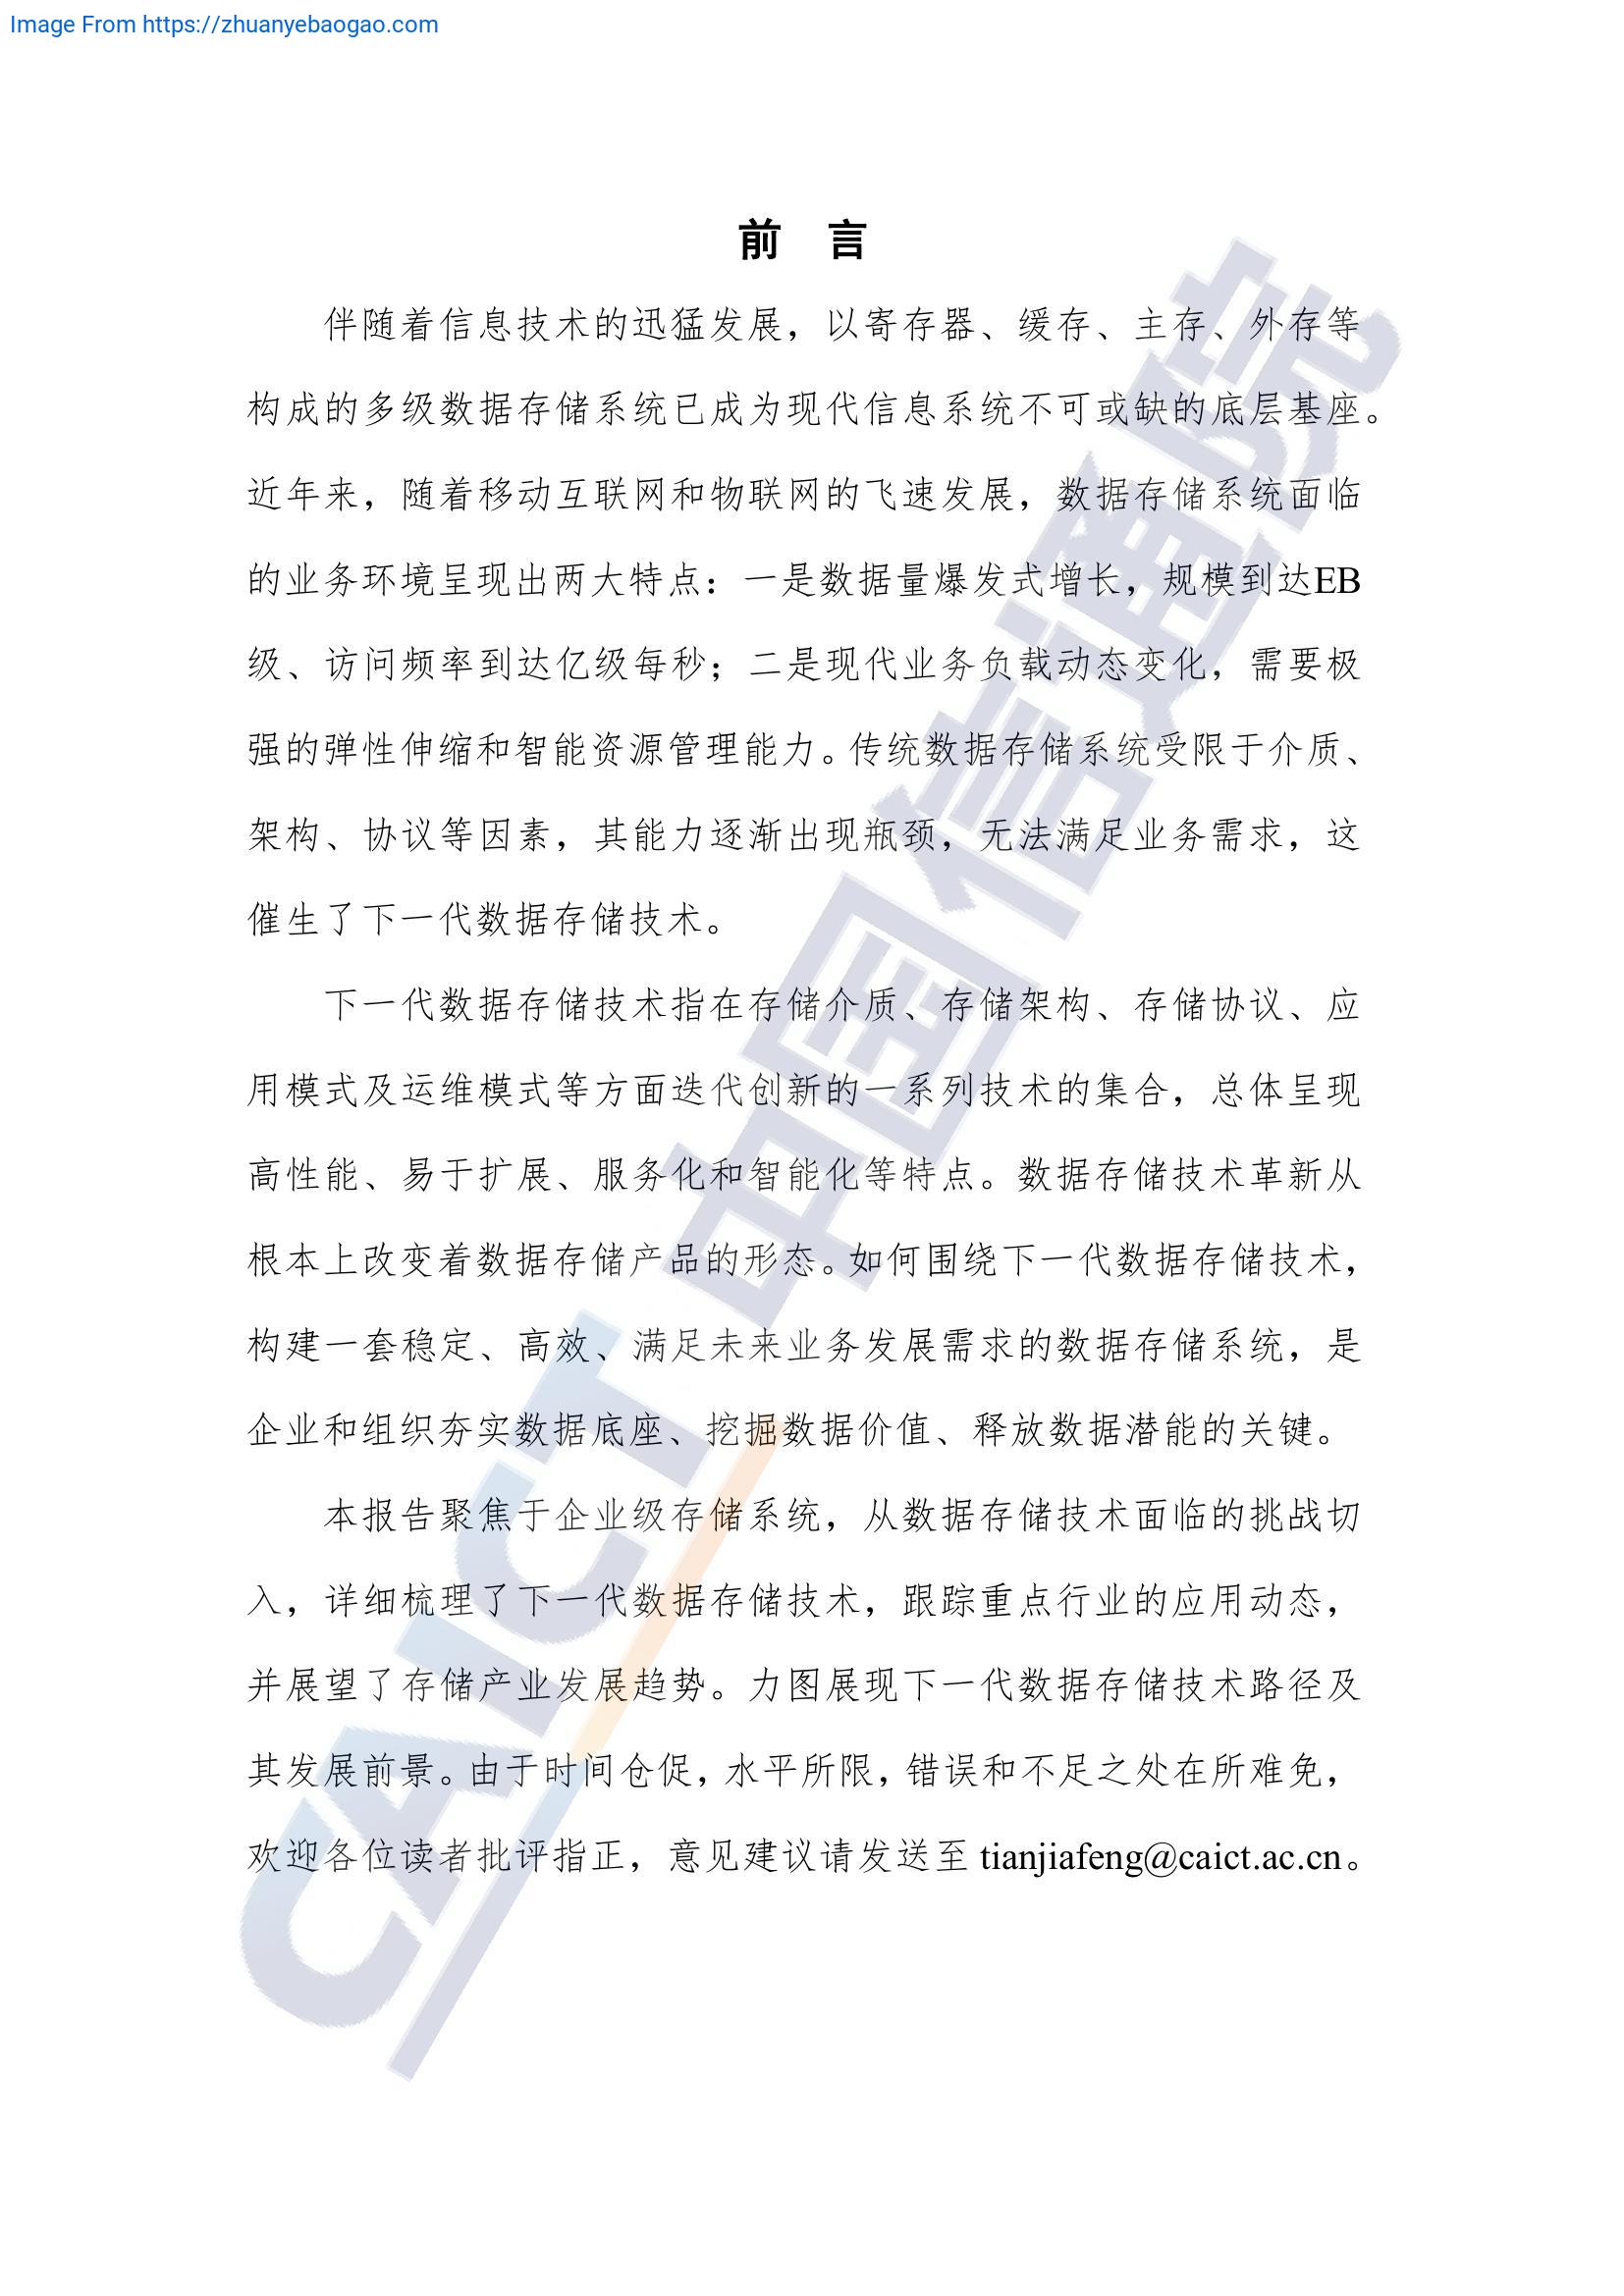 Image From https://zhuanyebaogao.com
前 言
伴随着信息技术的迅猛发展，以寄存器、缓存、主存、外存等
构成的多级数据存储系统已成为现代信息系统不可或缺的底层基座。
近年来，随着移动互联网和物联网的飞速发展，数据存储系统面临
的业务环境呈现出两大特点：一是数据量爆发式增长，规模到达EB
级、访问频率到达亿级每秒；二是现代业务负载动态变化，需要极
强的弹性伸缩和智能资源管理能力。传统数据存储系统受限于介质、
架构、协议等因素，其能力逐渐出现瓶颈，无法满足业务需求，这
催生了下一代数据存储技术。
下一代数据存储技术指在存储介质、存储架构、存储协议、应
用模式及运维模式等方面迭代创新的一系列技术的集合，总体呈现
高性能、易于扩展、服务化和智能化等特点。数据存储技术革新从
根本上改变着数据存储产品的形态。如何围绕下一代数据存储技术，
构建一套稳定、高效、满足未来业务发展需求的数据存储系统，是
企业和组织夯实数据底座、挖掘数据价值、释放数据潜能的关键。
本报告聚焦于企业级存储系统，从数据存储技术面临的挑战切
入，详细梳理了下一代数据存储技术，跟踪重点行业的应用动态，
并展望了存储产业发展趋势。力图展现下一代数据存储技术路径及
其发展前景。由于时间仓促，水平所限，错误和不足之处在所难免，
欢迎各位读者批评指正，意见建议请发送至 tianjiafeng@caict.ac.cn。
CAICT 中国信通院